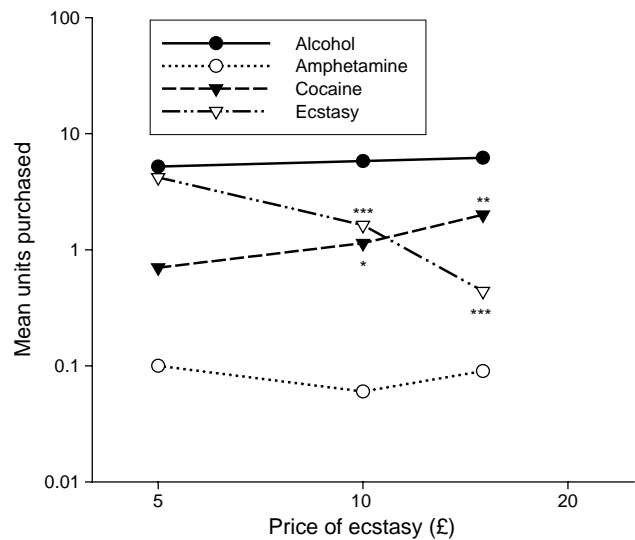 100
10
1
0.1
0.01
Mean units purchased
Alcohol
Amphetamine
Cocaine
Ecstasy
***
*
**
***
5 10 20
Price of ecstasy (£)